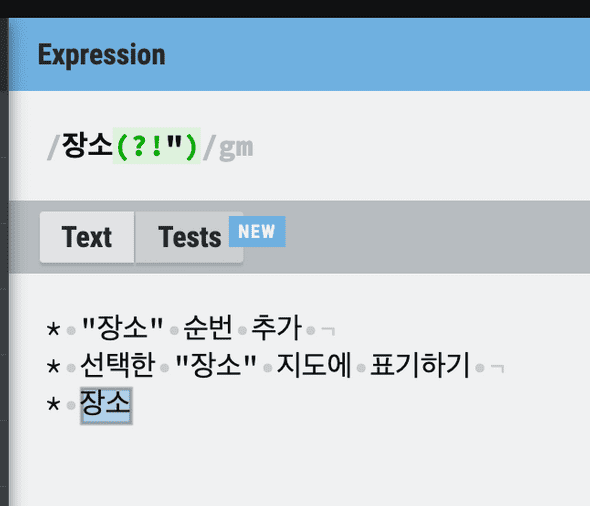 Expression
/장소(?!")/gm
Text Tests NEW
* "장소" 순번 추가
* 선택한 "장소" 지도에 표기하기
* 장소